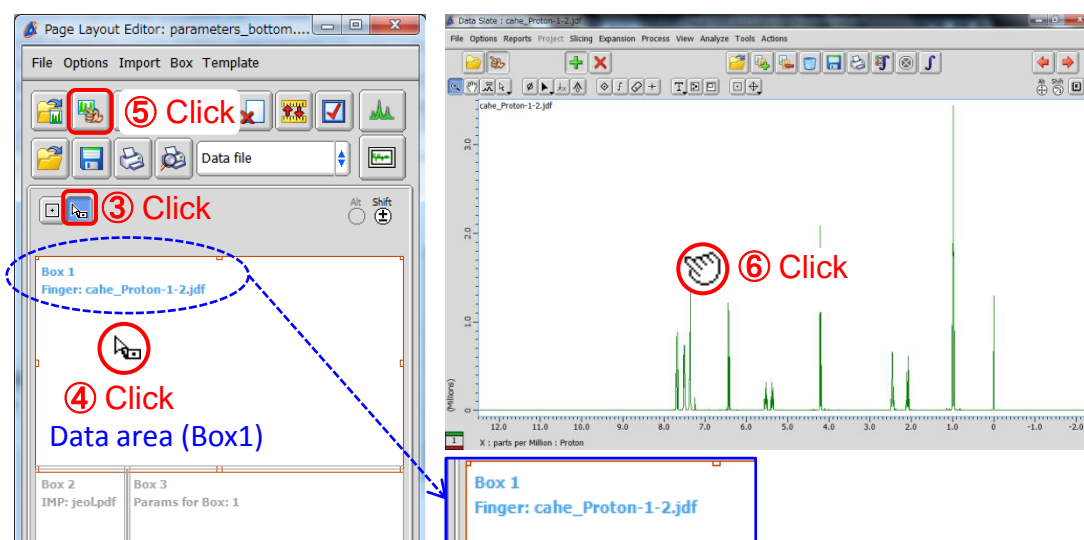 Page Layout Editor: parameters_bottom....
File Options Import Box Template
⑤ Click
Data file
③ Click
Alt Shift
Box 1
Finger: cahe_Proton-1-2.jdf
④ Click
Data area (Box1)
Box 2
IMP: jeol.pdf
Box 3
Params for Box: 1
Data Slate : cahe_Proton-1-2.jdf
File Options Reports Project Slicing Expansion Process View Analyze Tools Actions
Alt Shift
cahe_Proton-1-2.jdf
3.0
2.0
1.0
0
(Millions)
⑥ Click
12.0 11.0 10.0 9.0 8.0 7.0 6.0 5.0 4.0 3.0 2.0 1.0 0 -1.0 -2.0
1
X : parts per Million : Proton
Box 1
Finger: cahe_Proton-1-2.jdf